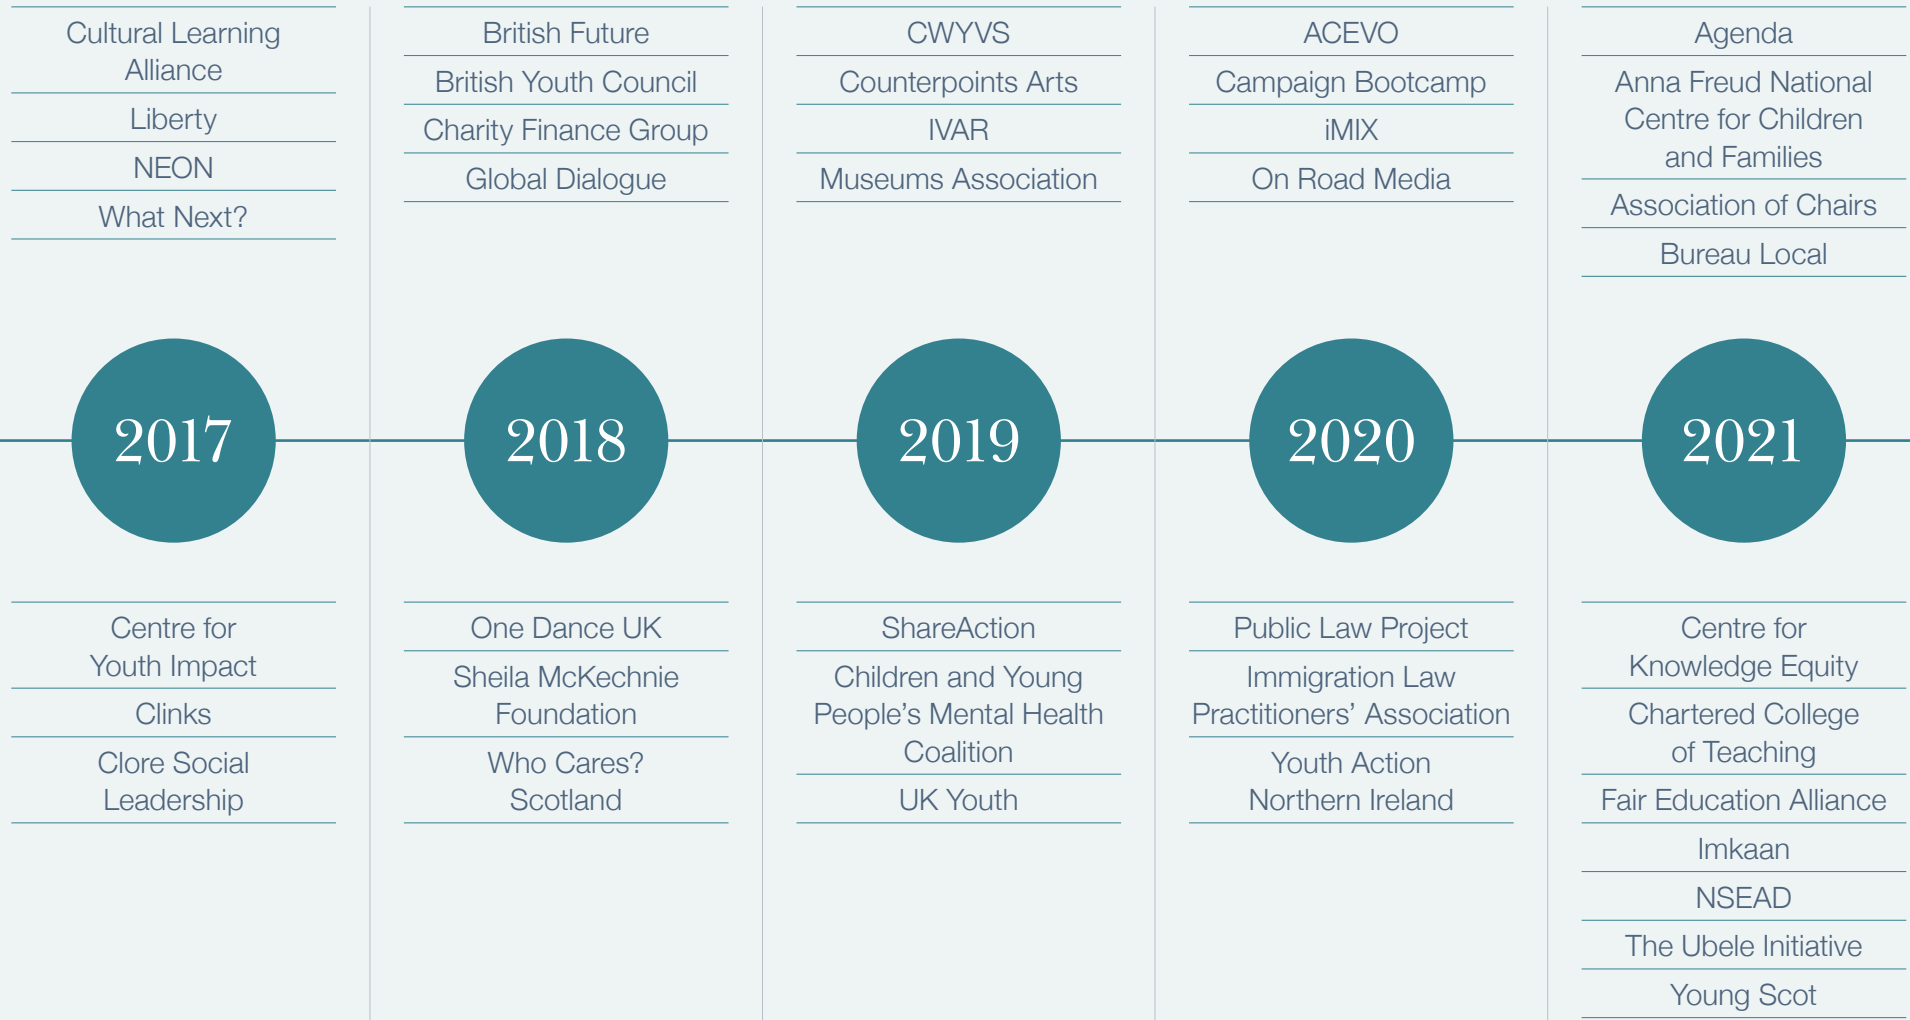 Cultural Learning
Alliance
Liberty
NEON
What Next?
2017
Centre for
Youth Impact
Clinks
Clore Social
Leadership
British Future
British Youth Council
Charity Finance Group
Global Dialogue
2018
One Dance UK
Sheila McKechnie
Foundation
Who Cares?
Scotland
CWYVS
Counterpoints Arts
IVAR
Museums Association
2019
ShareAction
Children and Young
People’s Mental Health
Coalition
UK Youth
ACEVO
Campaign Bootcamp
iMIX
On Road Media
2020
Public Law Project
Immigration Law
Practitioners’ Association
Youth Action
Northern Ireland
Agenda
Anna Freud National
Centre for Children
and Families
Association of Chairs
Bureau Local
2021
Centre for
Knowledge Equity
Chartered College
of Teaching
Fair Education Alliance
Imkaan
NSEAD
The Ubele Initiative
Young Scot